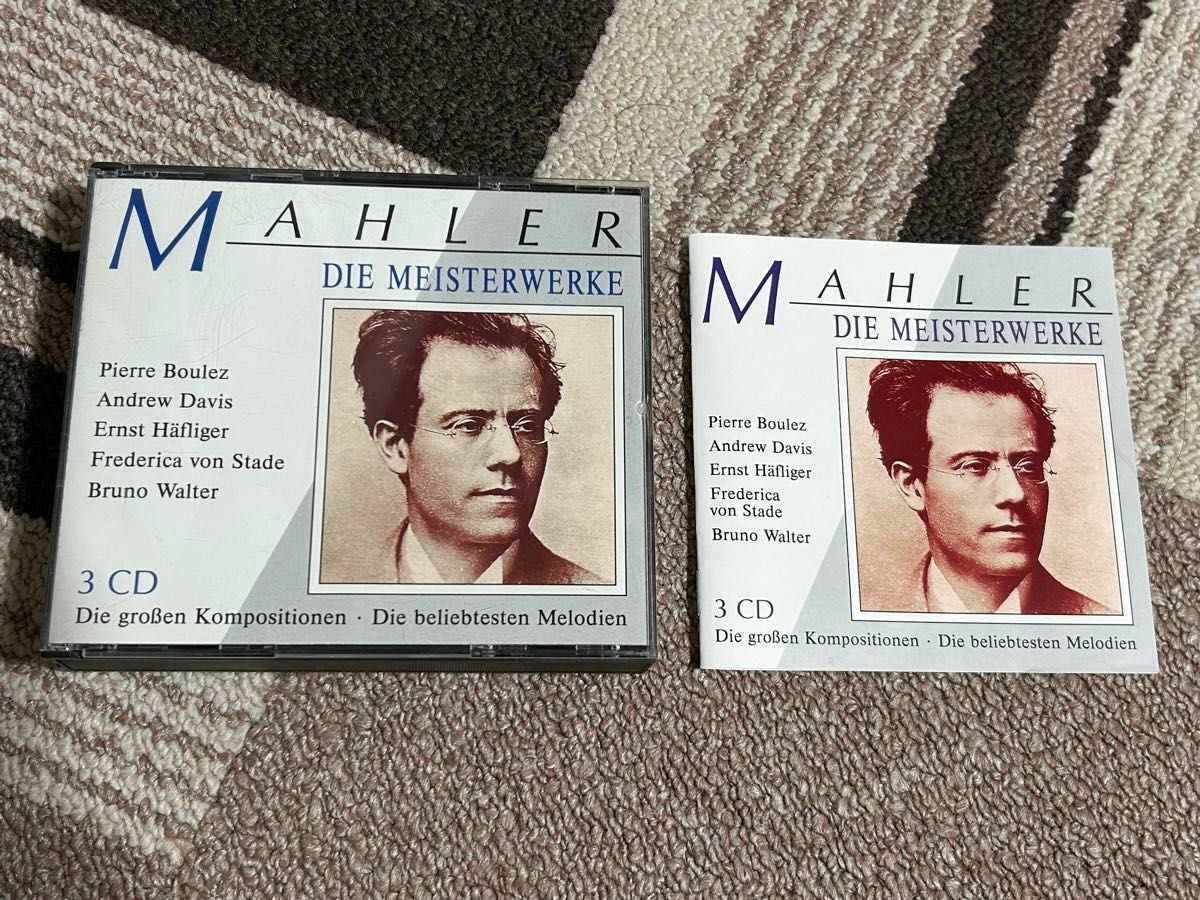 MAHLER
DIE MEISTERWERKE
Pierre Boulez
Andrew Davis
Ernst Häfliger
Frederica von Stade
Bruno Walter
3 CD
Die großen Kompositionen · Die beliebtesten Melodien
MAHLER
DIE MEISTERWERKE
Pierre Boulez
Andrew Davis
Ernst Häfliger
Frederica
von Stade
Bruno Walter
3 CD
Die großen Kompositionen · Die beliebtesten Melodien